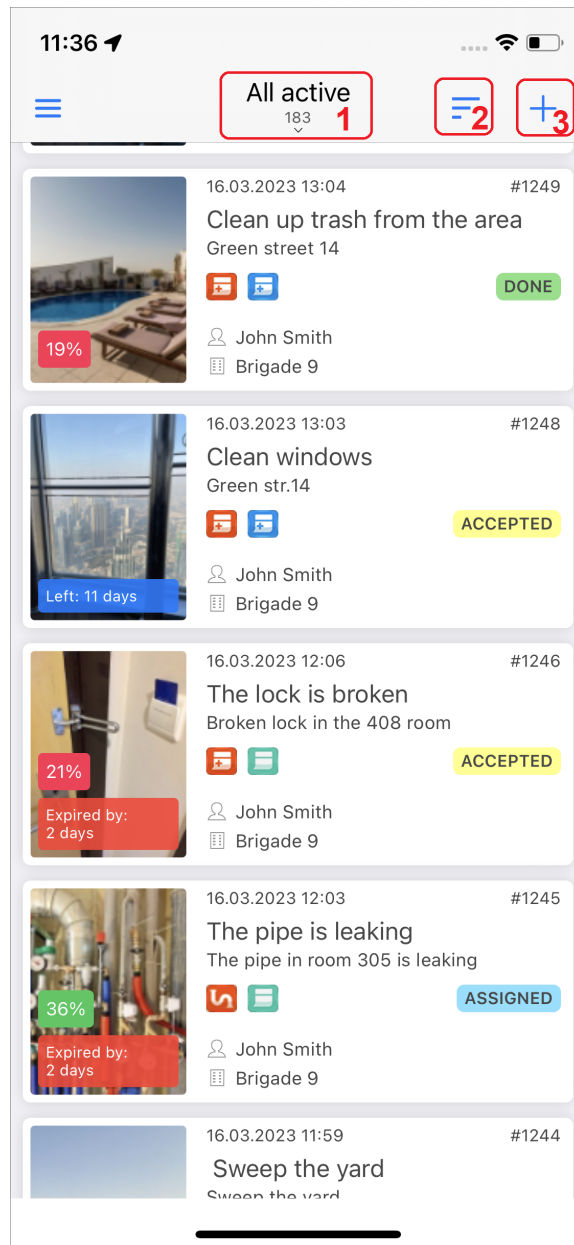 11:36
All active
183
1
2
3
16.03.2023 13:04
#1249
Clean up trash from the area
Green street 14
DONE
19%
John Smith
Brigade 9
16.03.2023 13:03
#1248
Clean windows
Green str.14
ACCEPTED
Left: 11 days
John Smith
Brigade 9
16.03.2023 12:06
#1246
The lock is broken
Broken lock in the 408 room
ACCEPTED
21%
Expired by:
2 days
John Smith
Brigade 9
16.03.2023 12:03
#1245
The pipe is leaking
The pipe in room 305 is leaking
ASSIGNED
36%
Expired by:
2 days
John Smith
Brigade 9
16.03.2023 11:59
#1244
Sweep the yard
Sweep the yard